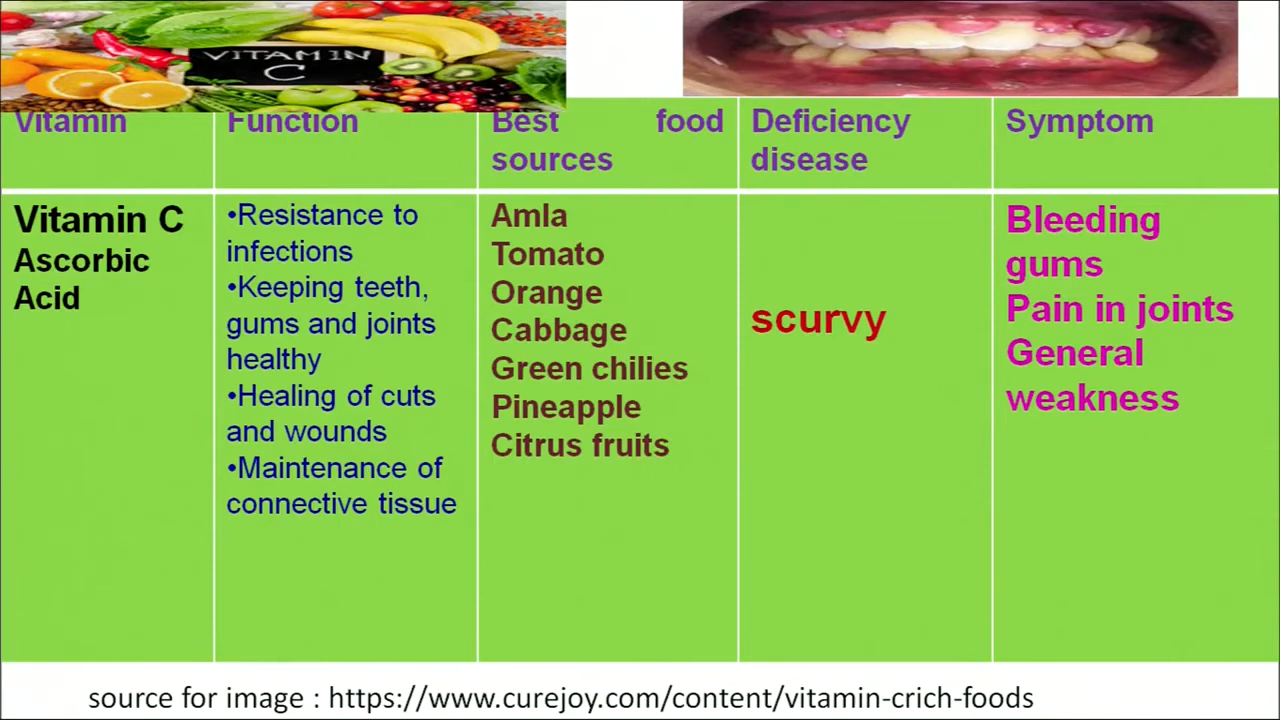 VITAMIN
C
Vitamin
Function
Best food
sources
Deficiency
disease
Symptom
Vitamin C
Ascorbic
Acid
•Resistance to
infections
•Keeping teeth,
gums and joints
healthy
•Healing of cuts
and wounds
•Maintenance of
connective tissue
Amla
Tomato
Orange
Cabbage
Green chilies
Pineapple
Citrus fruits
scurvy
Bleeding
gums
Pain in joints
General
weakness
source for image : https://www.curejoy.com/content/vitamin-crich-foods